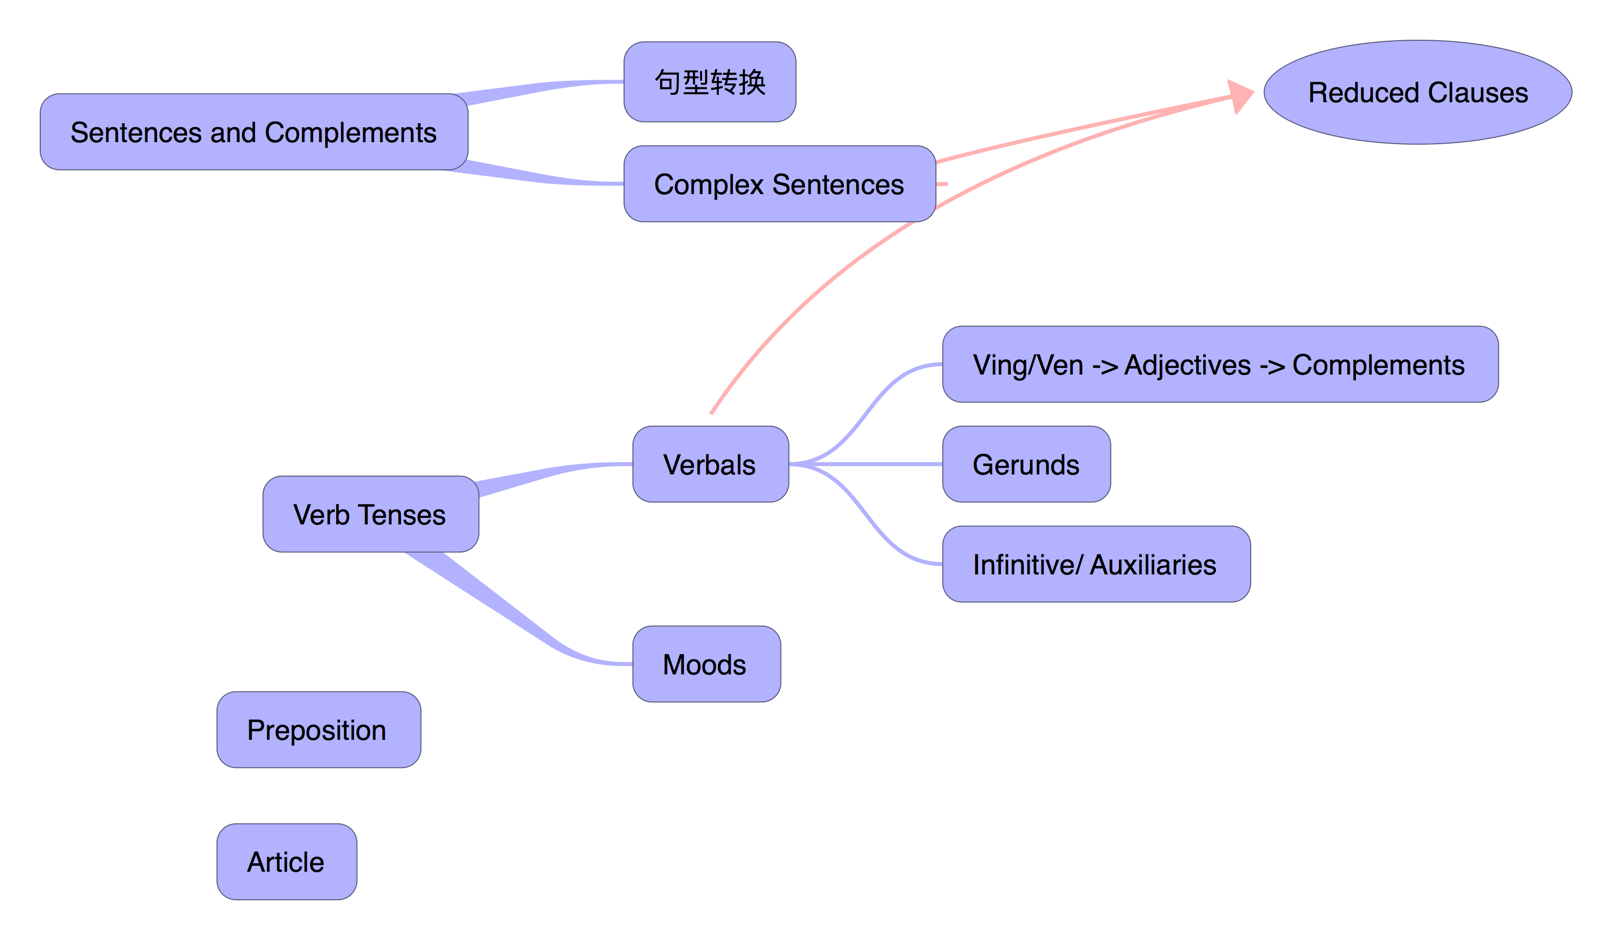 句型转换
Reduced Clauses
Sentences and Complements
Complex Sentences
Ving/Ven -> Adjectives -> Complements
Verbals
Gerunds
Verb Tenses
Infinitive/ Auxiliaries
Moods
Preposition
Article